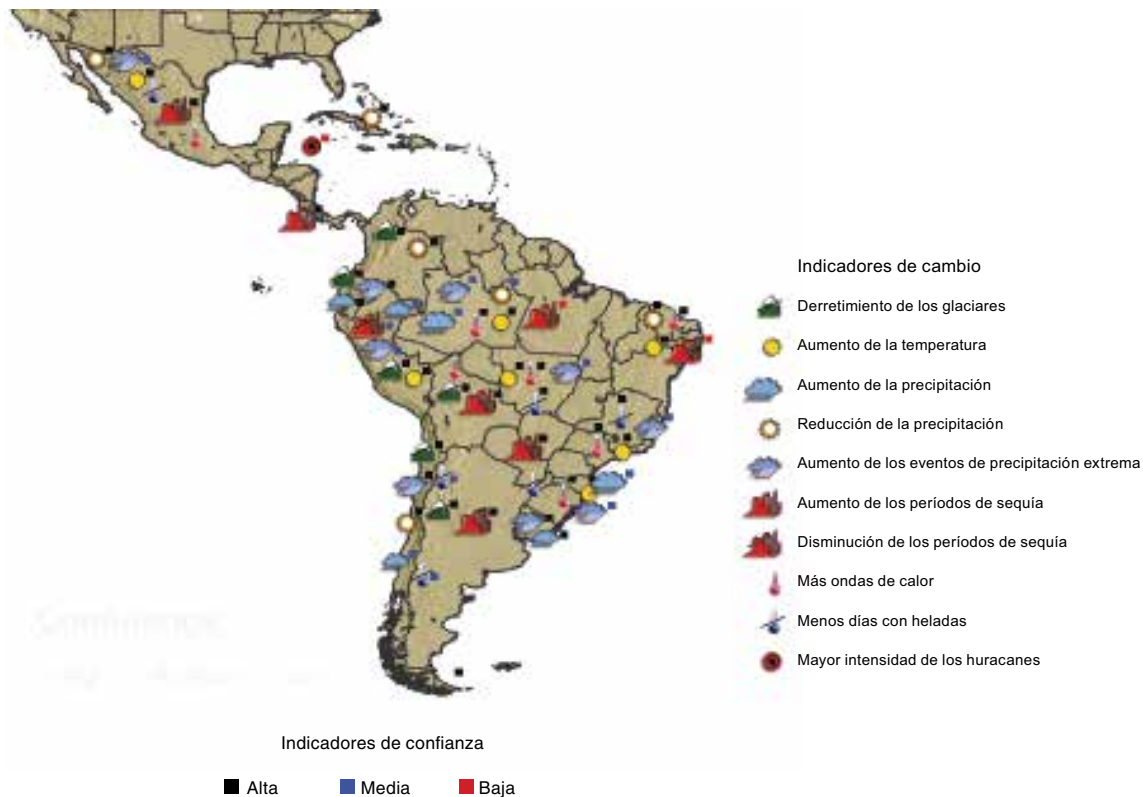 Indicadores de cambio
Derretimiento de los glaciares
Aumento de la temperatura
Aumento de la precipitación
Reducción de la precipitación
Aumento de los eventos de precipitación extrema
Aumento de los períodos de sequía
Disminución de los períodos de sequía
Más ondas de calor
Menos días con heladas
Mayor intensidad de los huracanes
Indicadores de confianza
Alta
Media
Baja